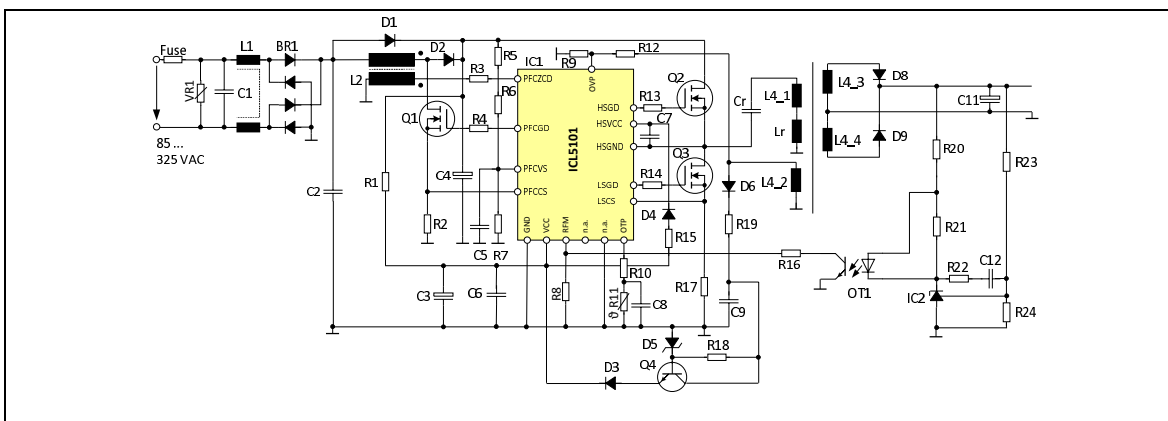 D1
Fuse
L1
BR1
D2
R5
IC1
R9
R12
VR1
C1
L2
R3
PFCZCD
OVP
Q2
Cr
L4_1
L4_3
D8
C11
R6
HSGD
R13
Q1
R4
PFCGD
HSVCC
C7
Lr
85 ...
325 VAC
ICL5101
HSGND
Q3
L4_4
D9
R20
R23
C2
R1
C4
PFCVS
PFCCS
LSGD
R14
LSCS
D6
L4_2
R2
C5
R7
GND
VCC
RFM
n.a.
n.a.
OTP
D4
R15
R19
R21
R16
OT1
R22
C12
C3
C6
R8
R10
ϑ R11
C8
R17
C9
IC2
R24
D5
R18
D3
Q4